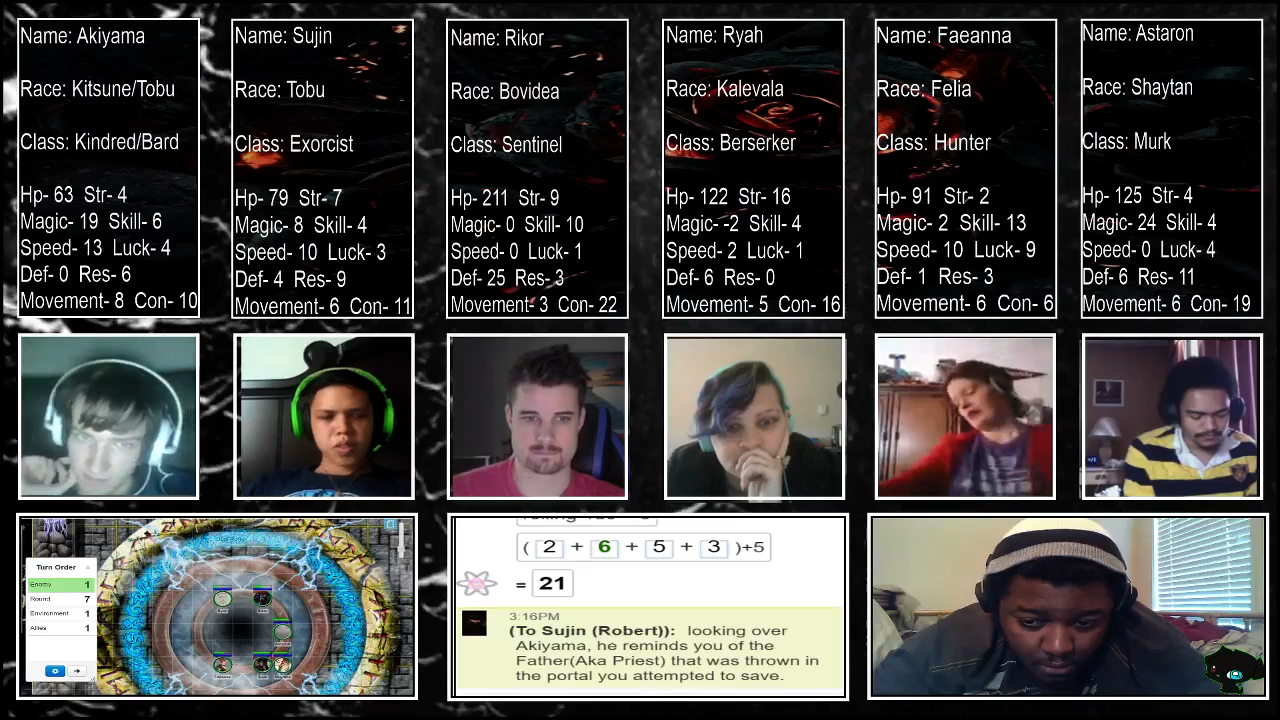 Name: Akiyama
Race: Kitsune/Tobu
Class: Kindred/Bard
Hp- 63 Str- 4
Magic- 19 Skill- 6
Speed- 13 Luck- 4
Def- 0 Res- 6
Movement- 8 Con- 10
Name: Sujin
Race: Tobu
Class: Exorcist
Hp- 79 Str- 7
Magic- 8 Skill- 4
Speed- 10 Luck- 3
Def- 4 Res- 9
Movement- 6 Con- 11
Name: Rikor
Race: Bovidea
Class: Sentinel
Hp- 211 Str- 9
Magic- 0 Skill- 10
Speed- 0 Luck- 1
Def- 25 Res- 3
Movement- 3 Con- 22
Name: Ryah
Race: Kalevala
Class: Berserker
Hp- 122 Str- 16
Magic- -2 Skill- 4
Speed- 2 Luck- 1
Def- 6 Res- 0
Movement- 5 Con- 16
Name: Faeanna
Race: Felia
Class: Hunter
Hp- 91 Str- 2
Magic- 2 Skill- 13
Speed- 10 Luck- 9
Def- 1 Res- 3
Movement- 6 Con- 6
Name: Astaron
Race: Shaytan
Class: Murk
Hp- 125 Str- 4
Magic- 24 Skill- 4
Speed- 0 Luck- 4
Def- 6 Res- 11
Movement- 6 Con- 19
Turn Order
Enemy 1
Round 7
Environment 1
Allies 1
( 2 + 6 + 5 + 3 )+5
= 21
3:16PM
(To Sujin (Robert)): looking over
Akiyama, he reminds you of the
Father(Aka Priest) that was thrown in
the portal you attempted to save.